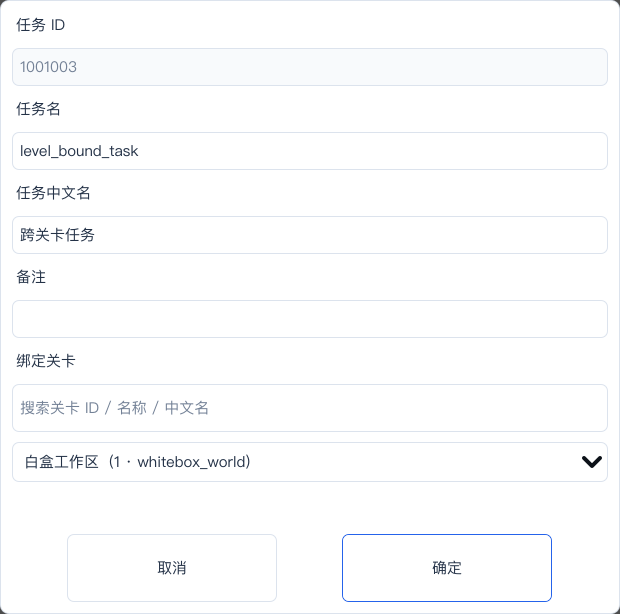 任务 ID
1001003
任务名
level_bound_task
任务中文名
跨关卡任务
备注
绑定关卡
搜索关卡 ID / 名称 / 中文名
白盒工作区（1 · whitebox_world）
取消
确定